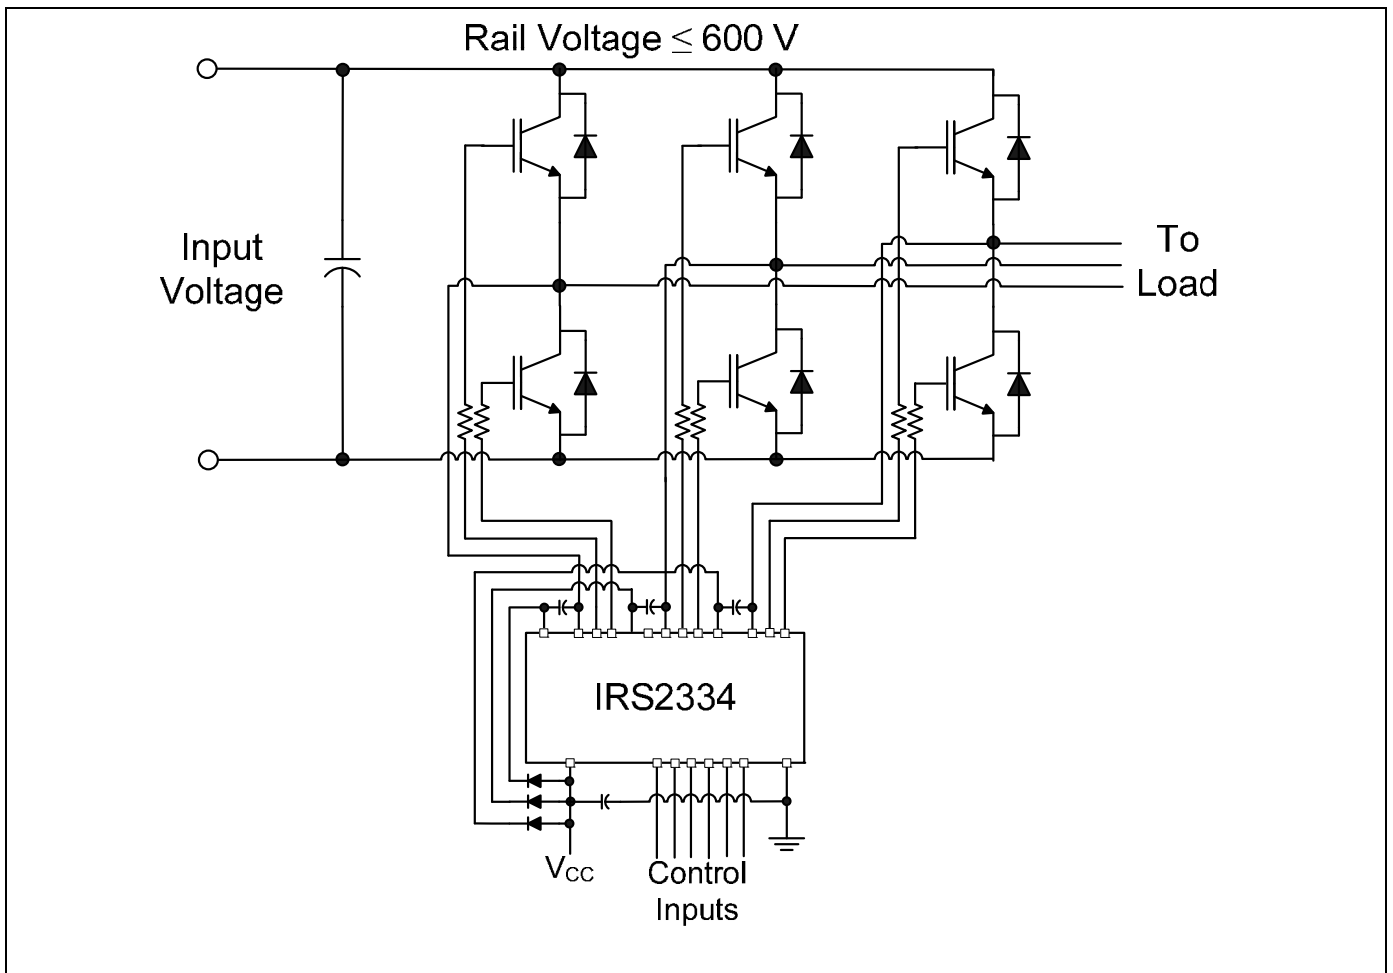 Rail Voltage ≤ 600 V
Input
Voltage
To
Load
IRS2334
VCC
Control
Inputs